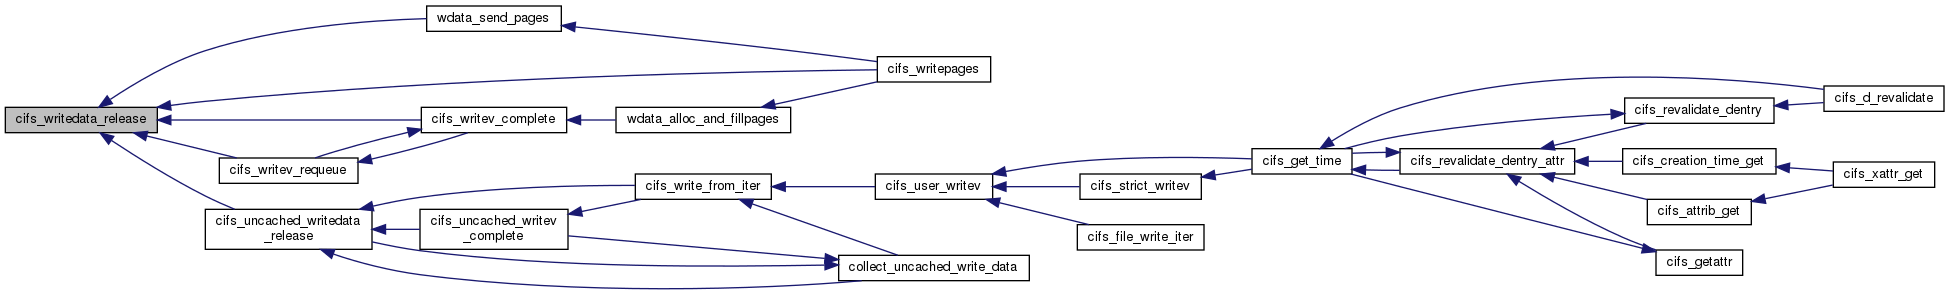 wdata_send_pages
cifs_writepages
cifs_d_revalidate
cifs_revalidate_dentry
cifs_writedata_release
cifs_writev_complete
wdata_alloc_and_fillpages
cifs_get_time
cifs_revalidate_dentry_attr
cifs_creation_time_get
cifs_writev_requeue
cifs_xattr_get
cifs_write_from_iter
cifs_user_writev
cifs_strict_writev
cifs_attrib_get
cifs_uncached_writedata
_release
cifs_uncached_writev
_complete
cifs_file_write_iter
collect_uncached_write_data
cifs_getattr